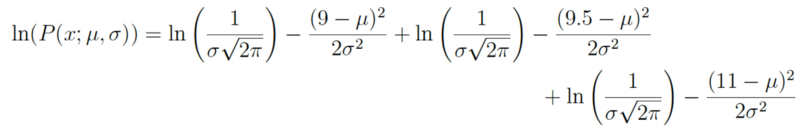 ln(P(x; μ, σ)) = ln(1/(σ√(2π))) − (9 − μ)²/(2σ²) + ln(1/(σ√(2π))) − (9.5 − μ)²/(2σ²)
+ ln(1/(σ√(2π))) − (11 − μ)²/(2σ²)